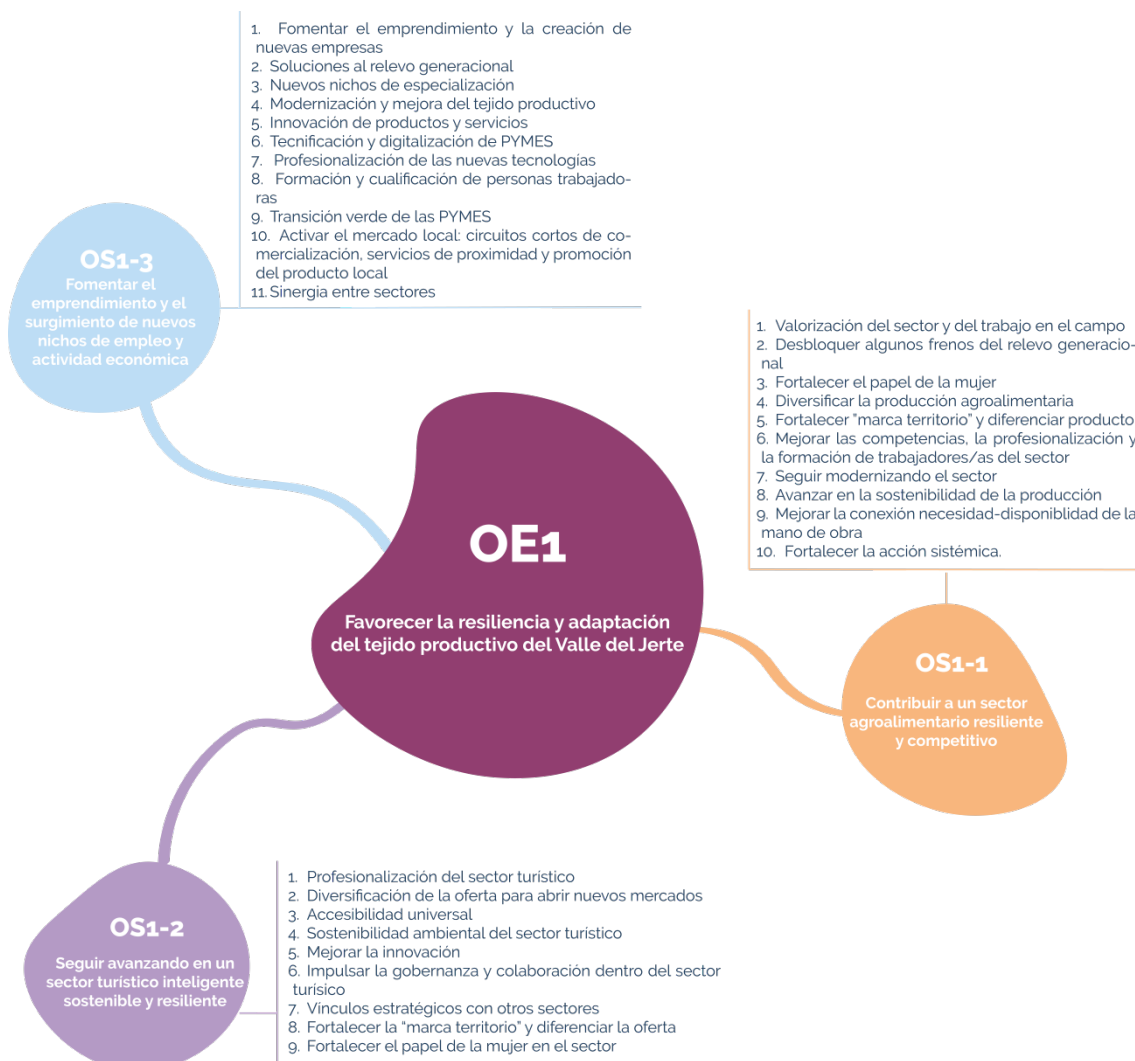 1. Fomentar el emprendimiento y la creación de
nuevas empresas
2. Soluciones al relevo generacional
3. Nuevos nichos de especialización
4. Modernización y mejora del tejido productivo
5. Innovación de productos y servicios
6. Tecnificación y digitalización de PYMES
7. Profesionalización de las nuevas tecnologías
8. Formación y cualificación de personas trabajado-
ras
9. Transición verde de las PYMES
10. Activar el mercado local: circuitos cortos de co-
mercialización, servicios de proximidad y promoción
del producto local
11. Sinergia entre sectores
OS1-3
Fomentar el
emprendimiento y el
surgimiento de nuevos
nichos de empleo y
actividad económica
1. Valorización del sector y del trabajo en el campo
2. Desbloquer algunos frenos del relevo generacio-
nal
3. Fortalecer el papel de la mujer
4. Diversificar la producción agroalimentaria
5. Fortalecer "marca territorio" y diferenciar producto
6. Mejorar las competencias, la profesionalización y
la formación de trabajadores/as del sector
7. Seguir modernizando el sector
8. Avanzar en la sostenibilidad de la producción
9. Mejorar la conexión necesidad-disponiblidad de la
mano de obra
10. Fortalecer la acción sistémica.
OE1
Favorecer la resiliencia y adaptación
del tejido productivo del Valle del Jerte
OS1-1
Contribuir a un sector
agroalimentario resiliente
y competitivo
OS1-2
Seguir avanzando en un
sector turístico inteligente
sostenible y resiliente
1. Profesionalización del sector turístico
2. Diversificación de la oferta para abrir nuevos mercados
3. Accesibilidad universal
4. Sostenibilidad ambiental del sector turístico
5. Mejorar la innovación
6. Impulsar la gobernanza y colaboración dentro del sector
turísico
7. Vínculos estratégicos con otros sectores
8. Fortalecer la "marca territorio" y diferenciar la oferta
9. Fortalecer el papel de la mujer en el sector